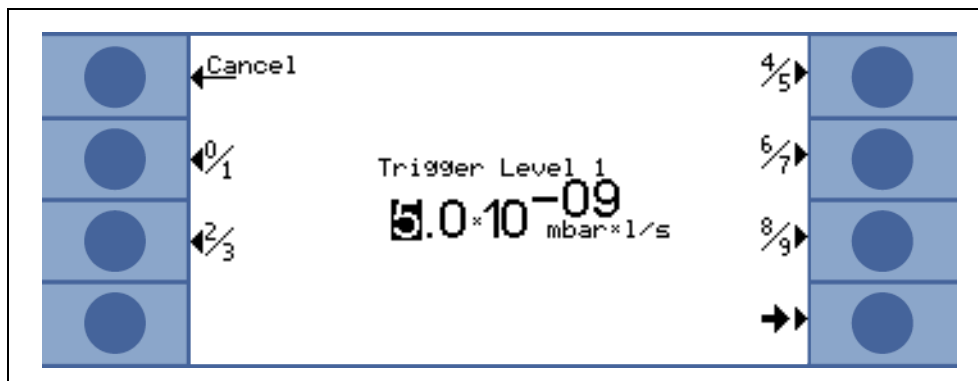 Cancel
4/5
0/1
6/7
Trigger Level 1
5.0×10⁻⁰⁹
mbar×l/s
2/3
8/9